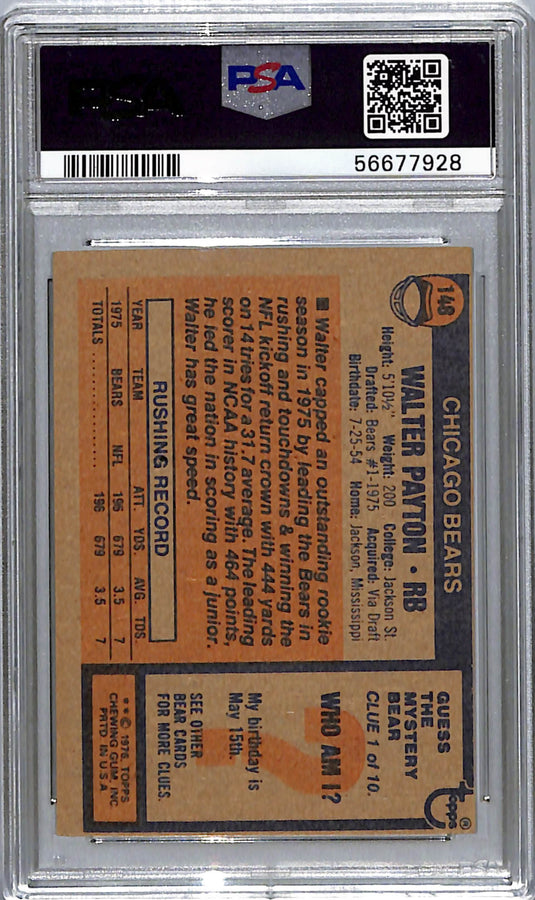 PSA
56677928
148
CHICAGO BEARS
WALTER PAYTON • RB
Height: 5'10½" Weight: 200 College: Jackson St.
Drafted: Bears #1-1975 Acquired: Via Draft
Birthdate: 7-25-54 Home: Jackson, Mississippi
■ Walter capped an outstanding rookie
season in 1975 by leading the Bears in
rushing and touchdowns & winning the
NFL kickoff return crown with 444 yards
on 14 tries for a 31.7 average. The leading
scorer in NCAA history with 464 points,
he led the nation in scoring as a junior.
Walter has great speed.
RUSHING RECORD
YEAR TEAM ATT. YDS. AVG. TDS.
1975 BEARS NFL 196 679 3.5 7
TOTALS .......... 196 679 3.5 7
topps ®
GUESS
THE
MYSTERY
BEAR
CLUE 1 of 10.
?
WHO AM I?
My birthday is
May 15th.
SEE OTHER
BEAR CARDS
FOR MORE CLUES.
**© 1976, TOPPS
CHEWING GUM, INC.
PRTD. IN U.S.A.